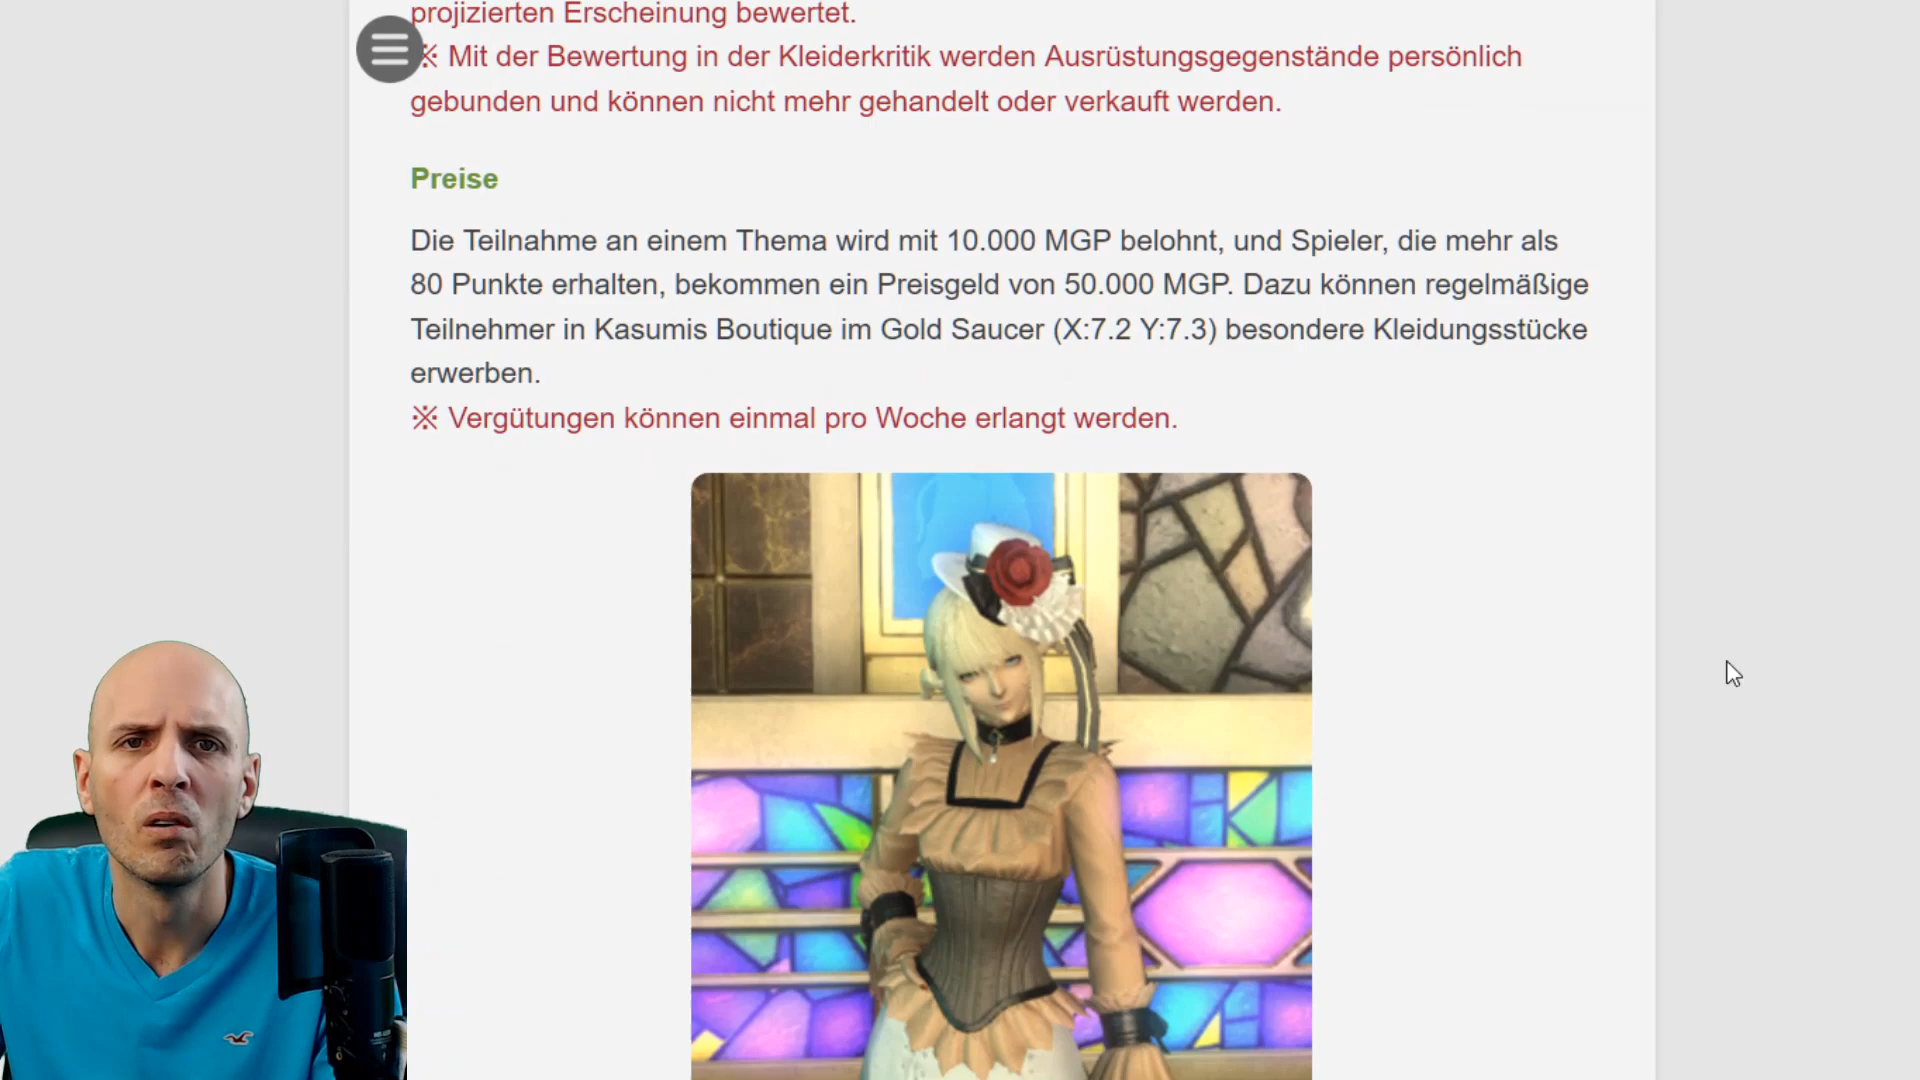 projizierten Erscheinung bewertet.
※ Mit der Bewertung in der Kleiderkritik werden Ausrüstungsgegenstände persönlich
gebunden und können nicht mehr gehandelt oder verkauft werden.
Preise
Die Teilnahme an einem Thema wird mit 10.000 MGP belohnt, und Spieler, die mehr als
80 Punkte erhalten, bekommen ein Preisgeld von 50.000 MGP. Dazu können regelmäßige
Teilnehmer in Kasumis Boutique im Gold Saucer (X:7.2 Y:7.3) besondere Kleidungsstücke
erwerben.
※ Vergütungen können einmal pro Woche erlangt werden.